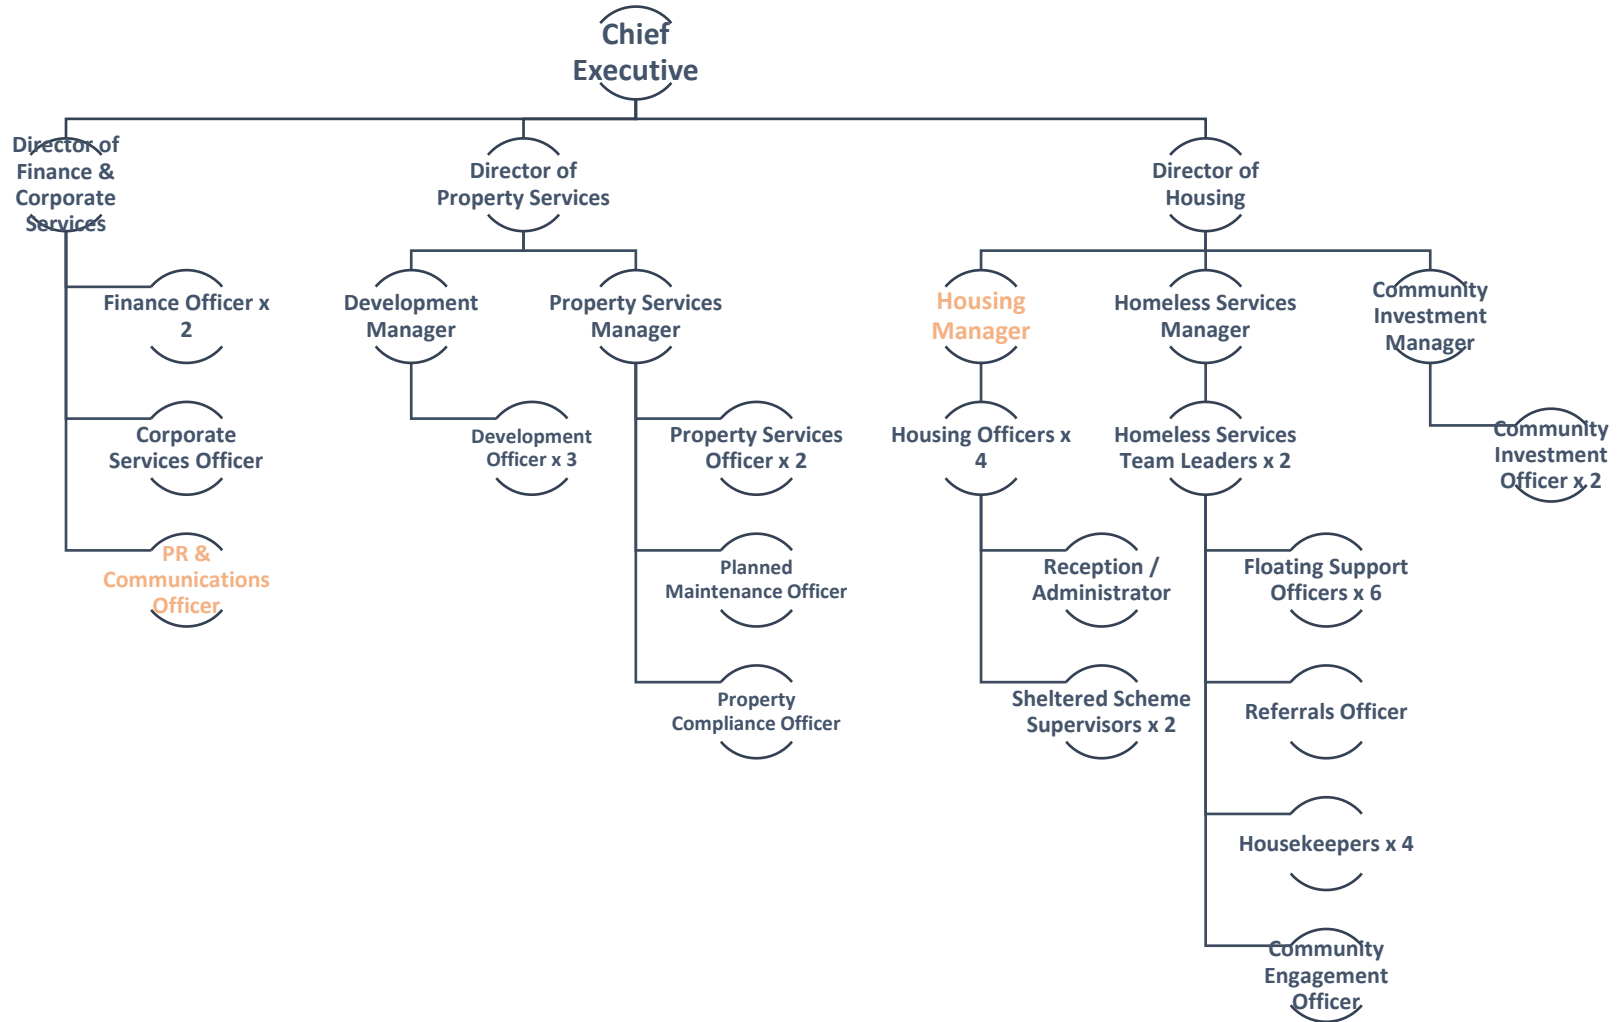 Chief
Executive
Director of
Finance &
Corporate
Services
Director of
Property Services
Director of
Housing
Finance Officer x
2
Development
Manager
Property Services
Manager
Housing
Manager
Homeless Services
Manager
Community
Investment
Manager
Corporate
Services Officer
Development
Officer x 3
Property Services
Officer x 2
Housing Officers x
4
Homeless Services
Team Leaders x 2
Community
Investment
Officer x 2
PR &
Communications
Officer
Planned
Maintenance Officer
Reception /
Administrator
Floating Support
Officers x 6
Property
Compliance Officer
Sheltered Scheme
Supervisors x 2
Referrals Officer
Housekeepers x 4
Community
Engagement
Officer